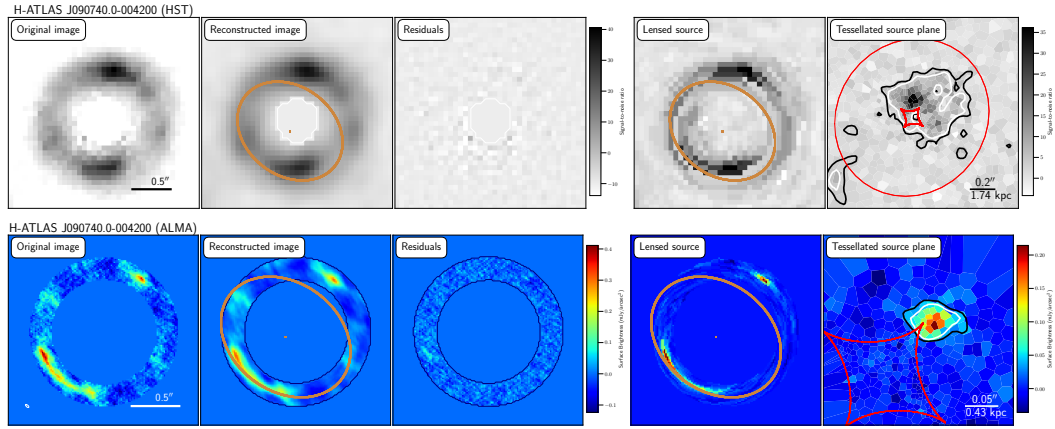 H-ATLAS J090740.0-004200 (HST)
Original image
Reconstructed image
Residuals
Lensed source
Tessellated source plane
0.5″
40
30
20
10
0
−10
Signal-to-noise ratio
0.2″
1.74 kpc
35
30
25
20
15
10
5
0
Signal-to-noise ratio
H-ATLAS J090740.0-004200 (ALMA)
Original image
Reconstructed image
Residuals
Lensed source
Tessellated source plane
0.5″
0.4
0.3
0.2
0.1
0.0
−0.1
Surface Brightness (mJy/arcsec²)
0.05″
0.43 kpc
0.20
0.15
0.10
0.05
0.00
Surface Brightness (mJy/arcsec²)